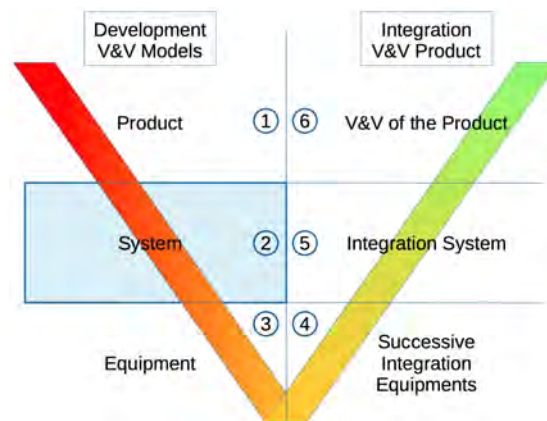 Development
V&V Models
Integration
V&V Product
Product
1
6
V&V of the Product
System
2
5
Integration System
3
4
Equipment
Successive
Integration
Equipments